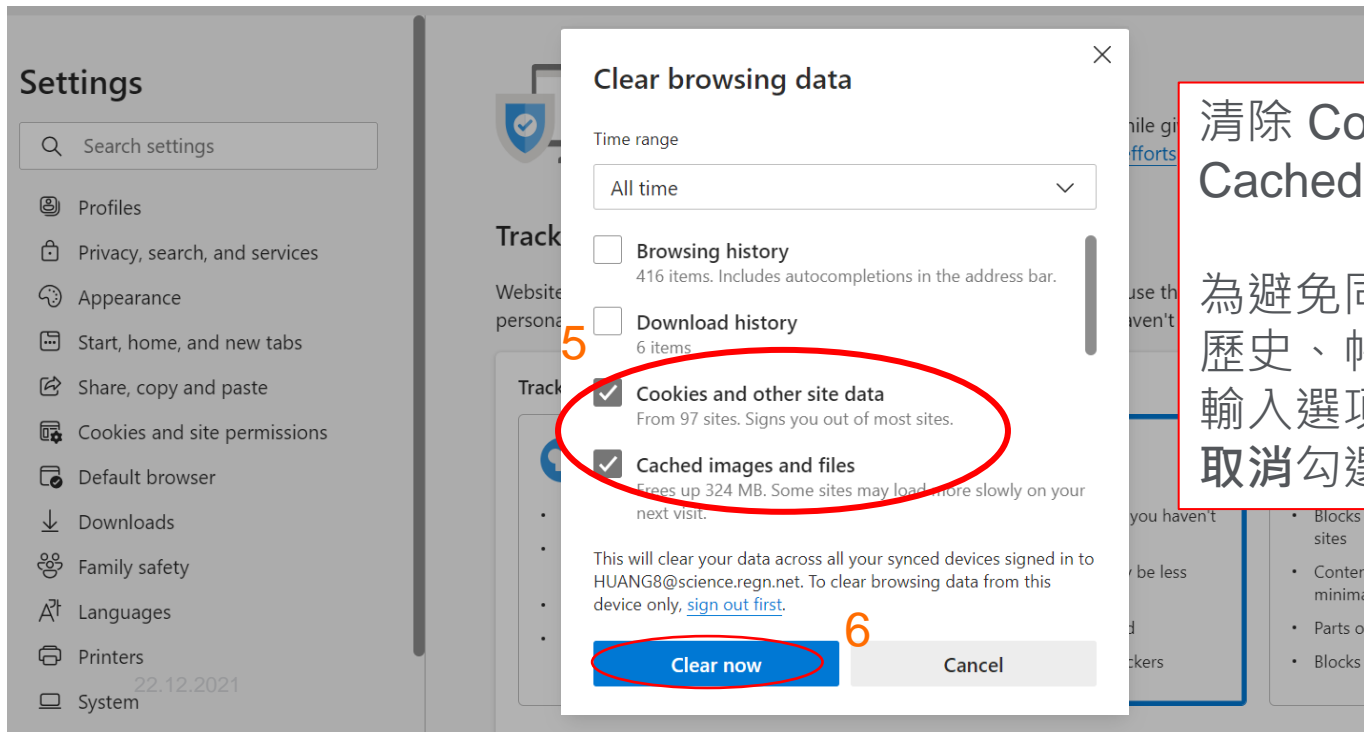 Settings
Search settings
Profiles
Privacy, search, and services
Appearance
Start, home, and new tabs
Share, copy and paste
Cookies and site permissions
Default browser
Downloads
Family safety
Languages
Printers
22.12.2021
System
Track
Website
persona
Track
Clear browsing data
Time range
All time
Browsing history
416 items. Includes autocompletions in the address bar.
Download history
6 items
5
Cookies and other site data
From 97 sites. Signs you out of most sites.
Cached images and files
Frees up 324 MB. Some sites may load more slowly on your
next visit.
This will clear your data across all your synced devices signed in to
HUANG8@science.regn.net. To clear browsing data from this
device only, sign out first.
6
Clear now
Cancel
efforts
use th
aven't
you haven't
be less
ckers
清除 Co
Cached
為避免
歷史、
輸入選
取消勾
Blocks
sites
Conter
minima
Parts o
Blocks